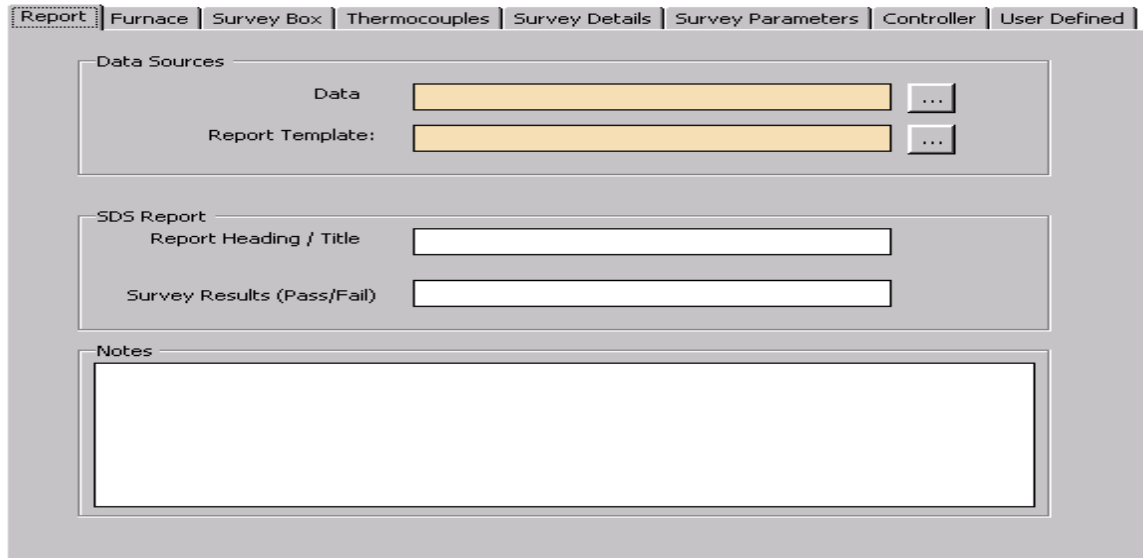 Report Furnace Survey Box Thermocouples Survey Details Survey Parameters Controller User Defined
Data Sources
Data
...
Report Template:
...
SDS Report
Report Heading / Title
Survey Results (Pass/Fail)
Notes